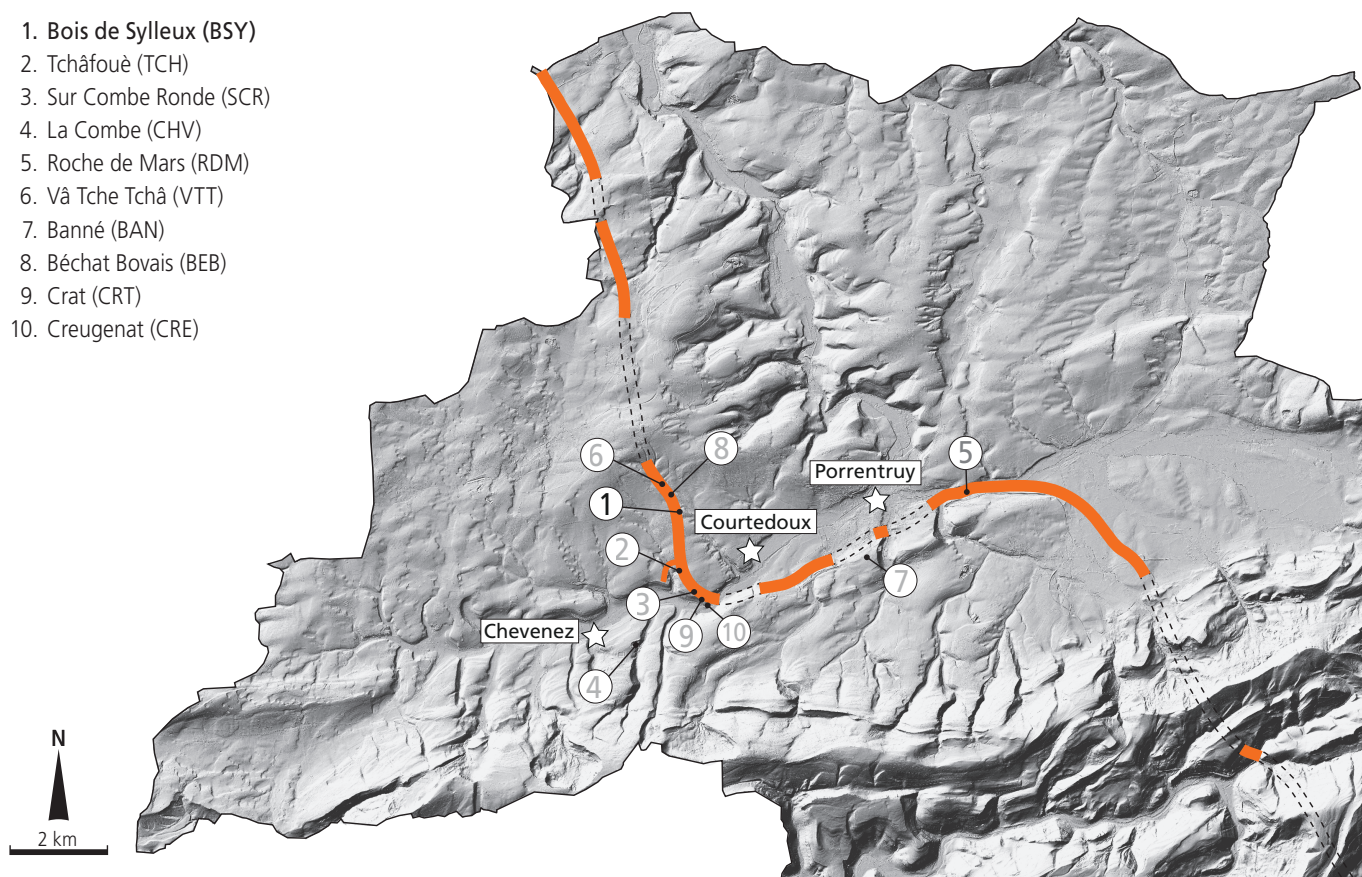 1. Bois de Sylleux (BSY)
2. Tchâfouè (TCH)
3. Sur Combe Ronde (SCR)
4. La Combe (CHV)
5. Roche de Mars (RDM)
6. Vâ Tche Tchâ (VTT)
7. Banné (BAN)
8. Béchat Bovais (BEB)
9. Crat (CRT)
10. Creugenat (CRE)
6
8
5
Porrentruy
1
Courtedoux
2
7
3
Chevenez
9
10
4
N
2 km